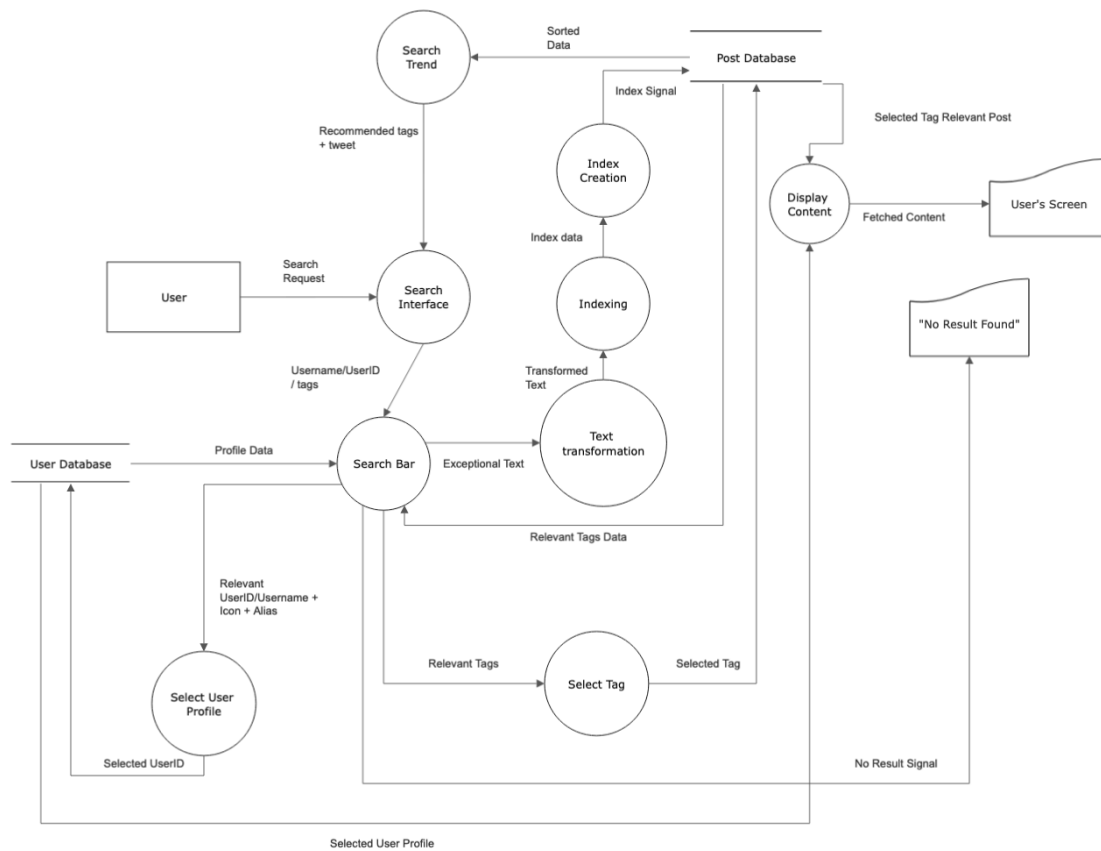 Sorted
Data
Search
Trend
Post Database
Index Signal
Selected Tag Relevant Post
Recommended tags
+ tweet
Index
Creation
Display
Content
Fetched Content
User's Screen
Index data
Search
Request
User
Search
Interface
Indexing
"No Result Found"
Username/UserID
/ tags
Transformed
Text
Text
transformation
Profile Data
User Database
Search Bar
Exceptional Text
Relevant Tags Data
Relevant
UserID/Username +
Icon + Alias
Relevant Tags
Select Tag
Selected Tag
Select User
Profile
Selected UserID
No Result Signal
Selected User Profile